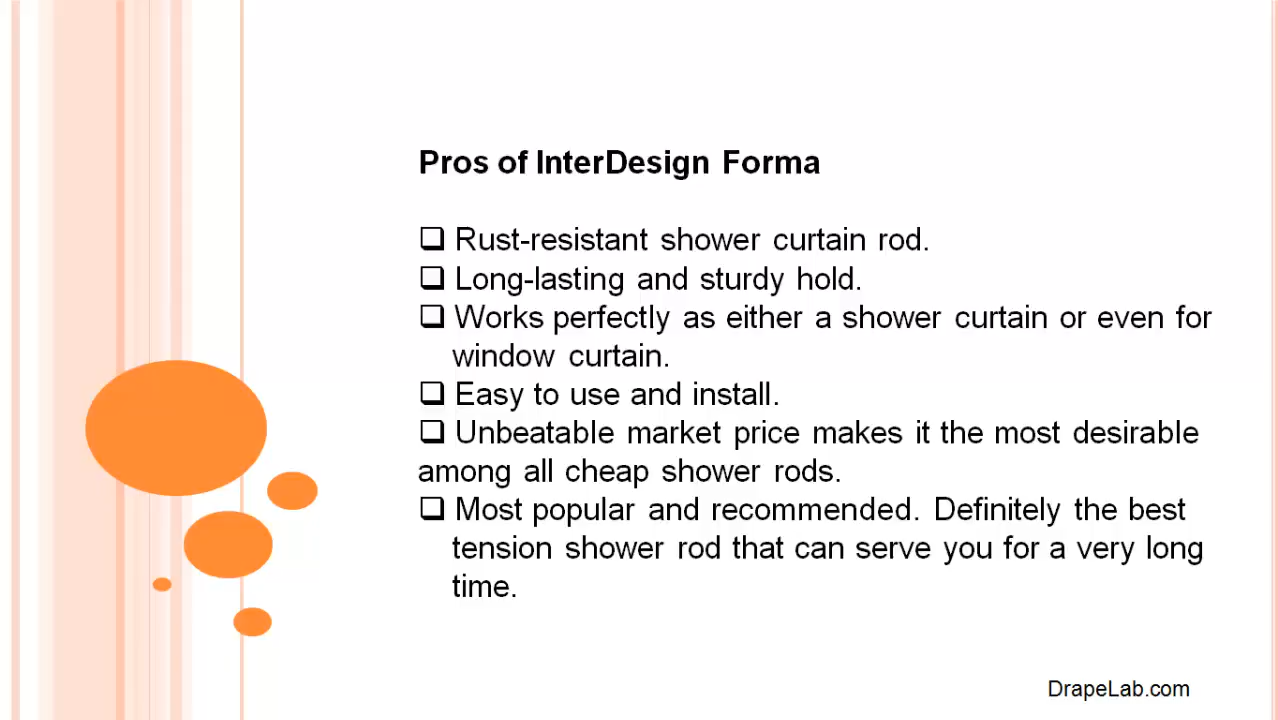 Pros of InterDesign Forma
❑ Rust-resistant shower curtain rod.
❑ Long-lasting and sturdy hold.
❑ Works perfectly as either a shower curtain or even for
window curtain.
❑ Easy to use and install.
❑ Unbeatable market price makes it the most desirable
among all cheap shower rods.
❑ Most popular and recommended. Definitely the best
tension shower rod that can serve you for a very long
time.
DrapeLab.com